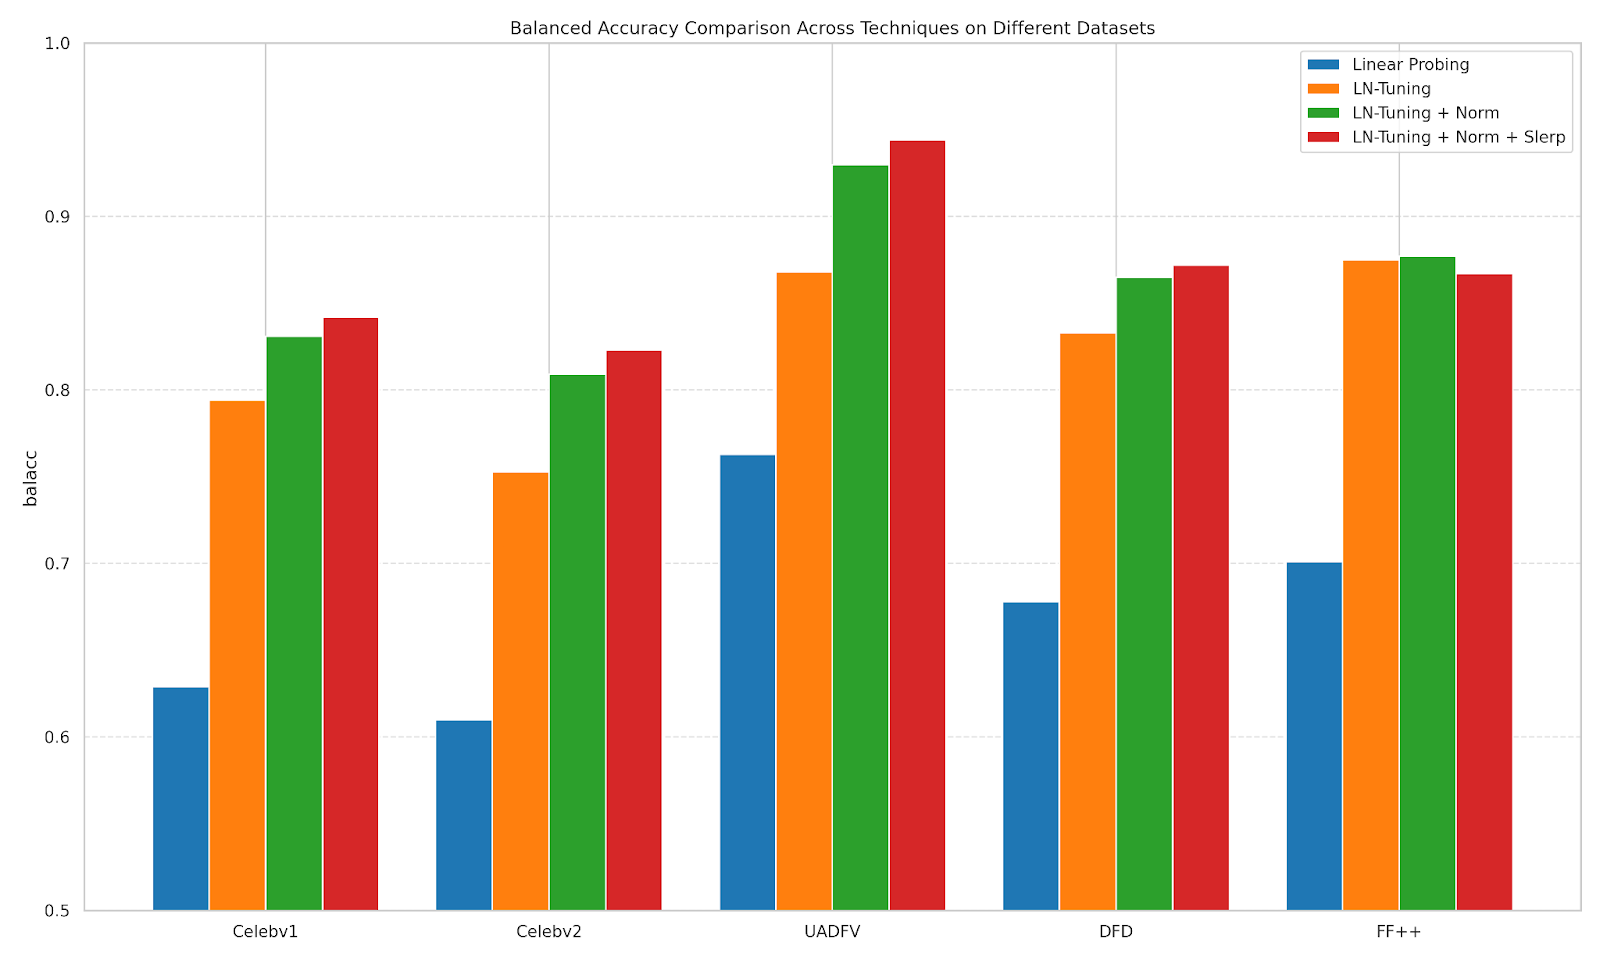 Balanced Accuracy Comparison Across Techniques on Different Datasets
1.0
0.9
0.8
0.7
0.6
0.5
balacc
Linear Probing
LN-Tuning
LN-Tuning + Norm
LN-Tuning + Norm + Slerp
Celebv1
Celebv2
UADFV
DFD
FF++